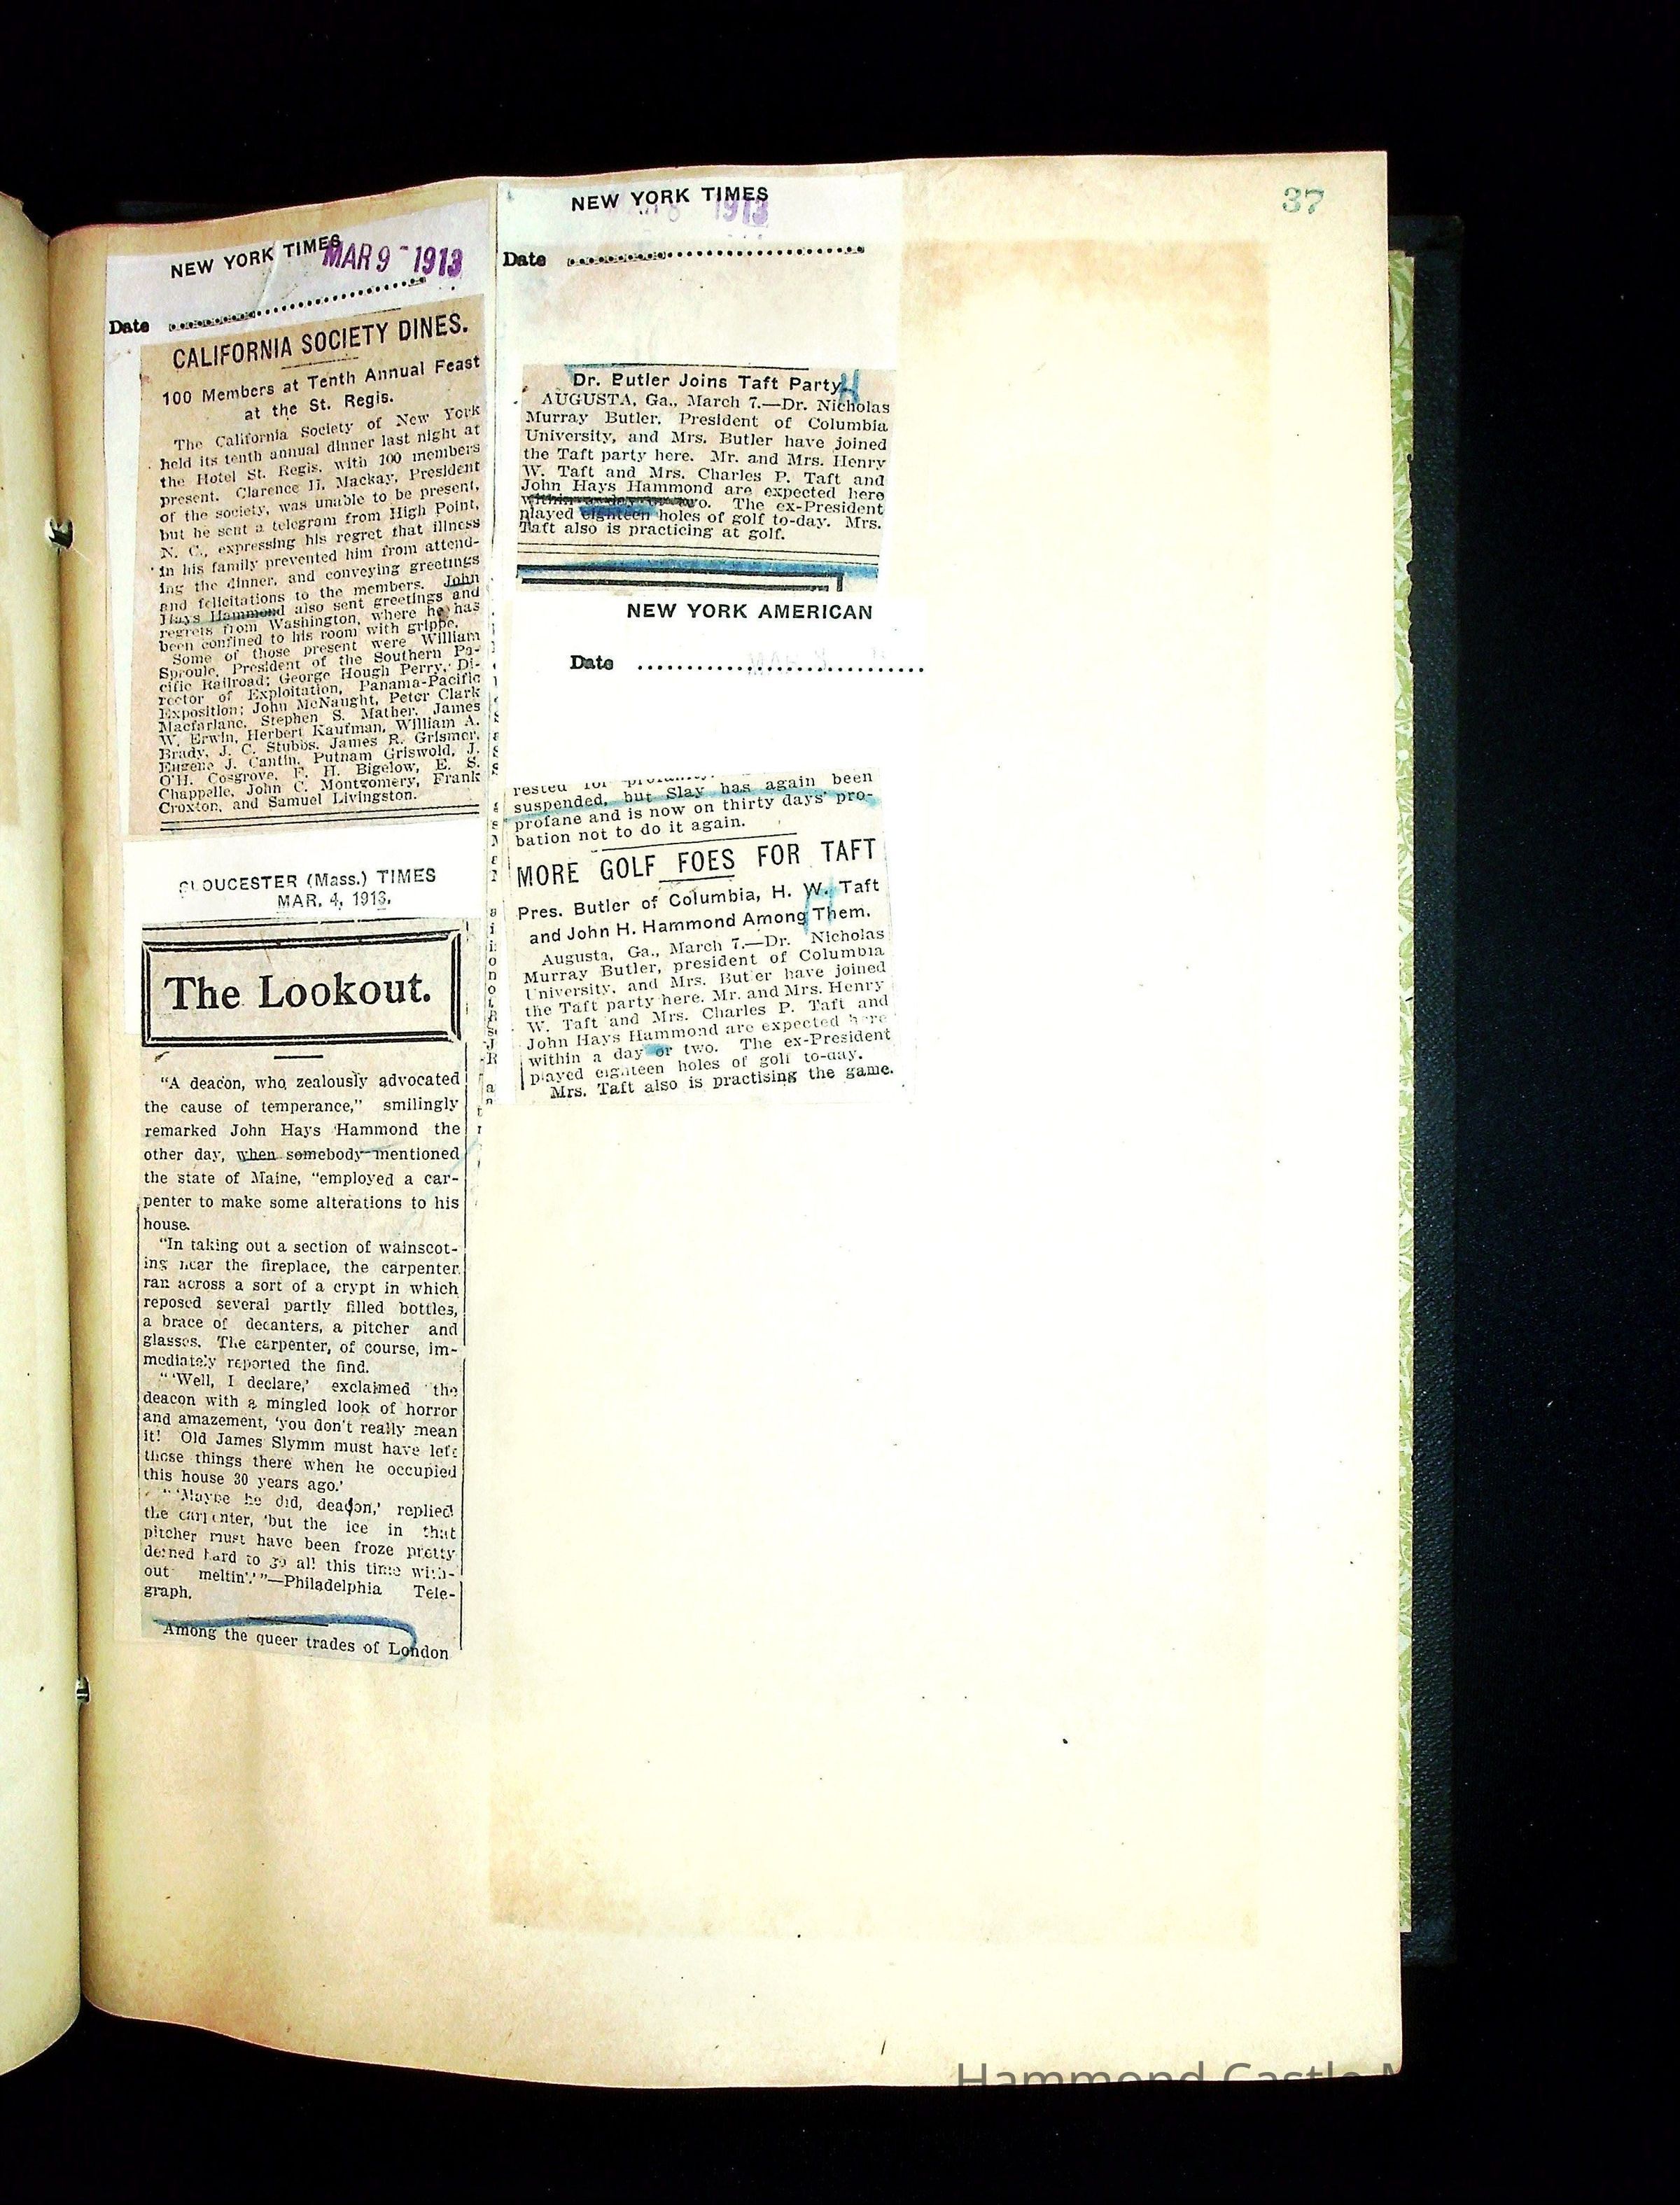 37
NEW YORK TIMES
MAR 9 - 1913
Date
CALIFORNIA SOCIETY DINES.
100 Members at Tenth Annual Feast
at the St. Regis.
The California Society of New York
held its tenth annual dinner last night at
the Hotel St. Regis, with 100 members
present. Clarence H. Mackay, President
of the society, was unable to be present,
but he sent a telegram from High Point,
N. C., expressing his regret that illness
in his family prevented him from attend-
ing the dinner, and conveying greetings
and felicitations to the members. John
Hays Hammond also sent greetings and
regrets from Washington, where he has
been confined to his room with grippe.
Some of those present were William
Sproule, President of the Southern Pa-
cific Railroad; George Hough Perry, Di-
rector of Exploitation, Panama-Pacific
Exposition; John McNaught, Peter Clark
Macfarlane, Stephen S. Mather, James
W. Erwin, Herbert Kaufman, William A.
Brady, J. C. Stubbs, James R. Grismer,
Eugene J. Cantin, Putnam Griswold, J.
O'H. Cosgrove, F. H. Bigelow, E. S.
Chappelle, John C. Montgomery, Frank
Croxton, and Samuel Livingston.
GLOUCESTER (Mass.) TIMES
MAR. 4, 1913.
The Lookout.
"A deacon, who zealously advocated
the cause of temperance," smilingly
remarked John Hays Hammond the
other day, when somebody mentioned
the state of Maine, "employed a car-
penter to make some alterations to his
house.
"In taking out a section of wainscot-
ing near the fireplace, the carpenter
ran across a sort of a crypt in which
reposed several partly filled bottles,
a brace of decanters, a pitcher and
glasses. The carpenter, of course, im-
mediately reported the find.
"'Well, I declare,' exclaimed the
deacon with a mingled look of horror
and amazement, 'you don't really mean
it! Old James Slymm must have left
those things there when he occupied
this house 30 years ago.'
"'Maybe he did, deacon,' replied
the carpenter, 'but the ice in that
pitcher must have been froze pretty
derned hard to go all this time with-
out meltin'.'"—Philadelphia Tele-
graph.
Among the queer trades of London
NEW YORK TIMES
8 1913
Date
Dr. Butler Joins Taft Party
H
AUGUSTA, Ga., March 7.—Dr. Nicholas
Murray Butler, President of Columbia
University, and Mrs. Butler have joined
the Taft party here. Mr. and Mrs. Henry
W. Taft and Mrs. Charles P. Taft and
John Hays Hammond are expected here
within a day or two. The ex-President
played eighteen holes of golf to-day. Mrs.
Taft also is practicing at golf.
NEW YORK AMERICAN
Date
MAR 8
rested for profanity.
suspended, but Slay has again been
profane and is now on thirty days' pro-
bation not to do it again.
MORE GOLF FOES FOR TAFT
Pres. Butler of Columbia, H. W. Taft
and John H. Hammond Among Them.
H
Augusta, Ga., March 7.—Dr. Nicholas
Murray Butler, president of Columbia
University, and Mrs. Butler have joined
the Taft party here. Mr. and Mrs. Henry
W. Taft and Mrs. Charles P. Taft and
John Hays Hammond are expected here
within a day or two. The ex-President
played eighteen holes of golf to-day.
Mrs. Taft also is practising the game.
Hammond Castle M